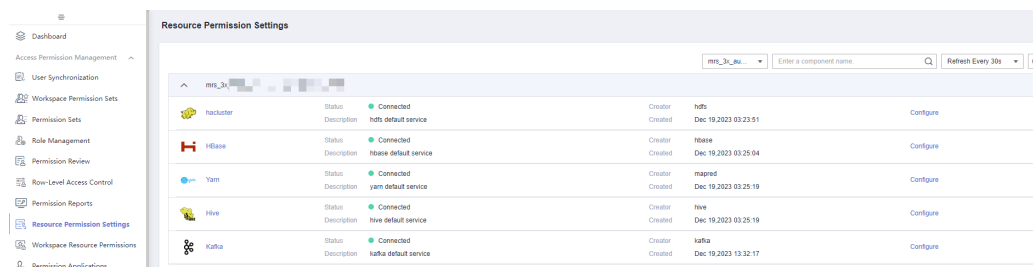 Resource Permission Settings
Dashboard
Access Permission Management
mrs_3x_au... Enter a component name. Refresh Every 30s
User Synchronization
mrs_3x
Workspace Permission Sets
Status Connected Creator hdfs
hacluster Configure
Description hdfs default service Created Dec 19,2023 03:23:51
Permission Sets
Role Management
Status Connected Creator hbase
HBase Configure
Description hbase default service Created Dec 19,2023 03:25:04
Permission Review
Status Connected Creator mapred
Yarn Configure
Description yarn default service Created Dec 19,2023 03:25:19
Row-Level Access Control
Permission Reports
Status Connected Creator hive
Hive Configure
Description hive default service Created Dec 19,2023 03:25:19
Resource Permission Settings
Status Connected Creator kafka
Workspace Resource Permissions
Kafka Configure
Description kafka default service Created Dec 19,2023 13:32:17
Permission Applications